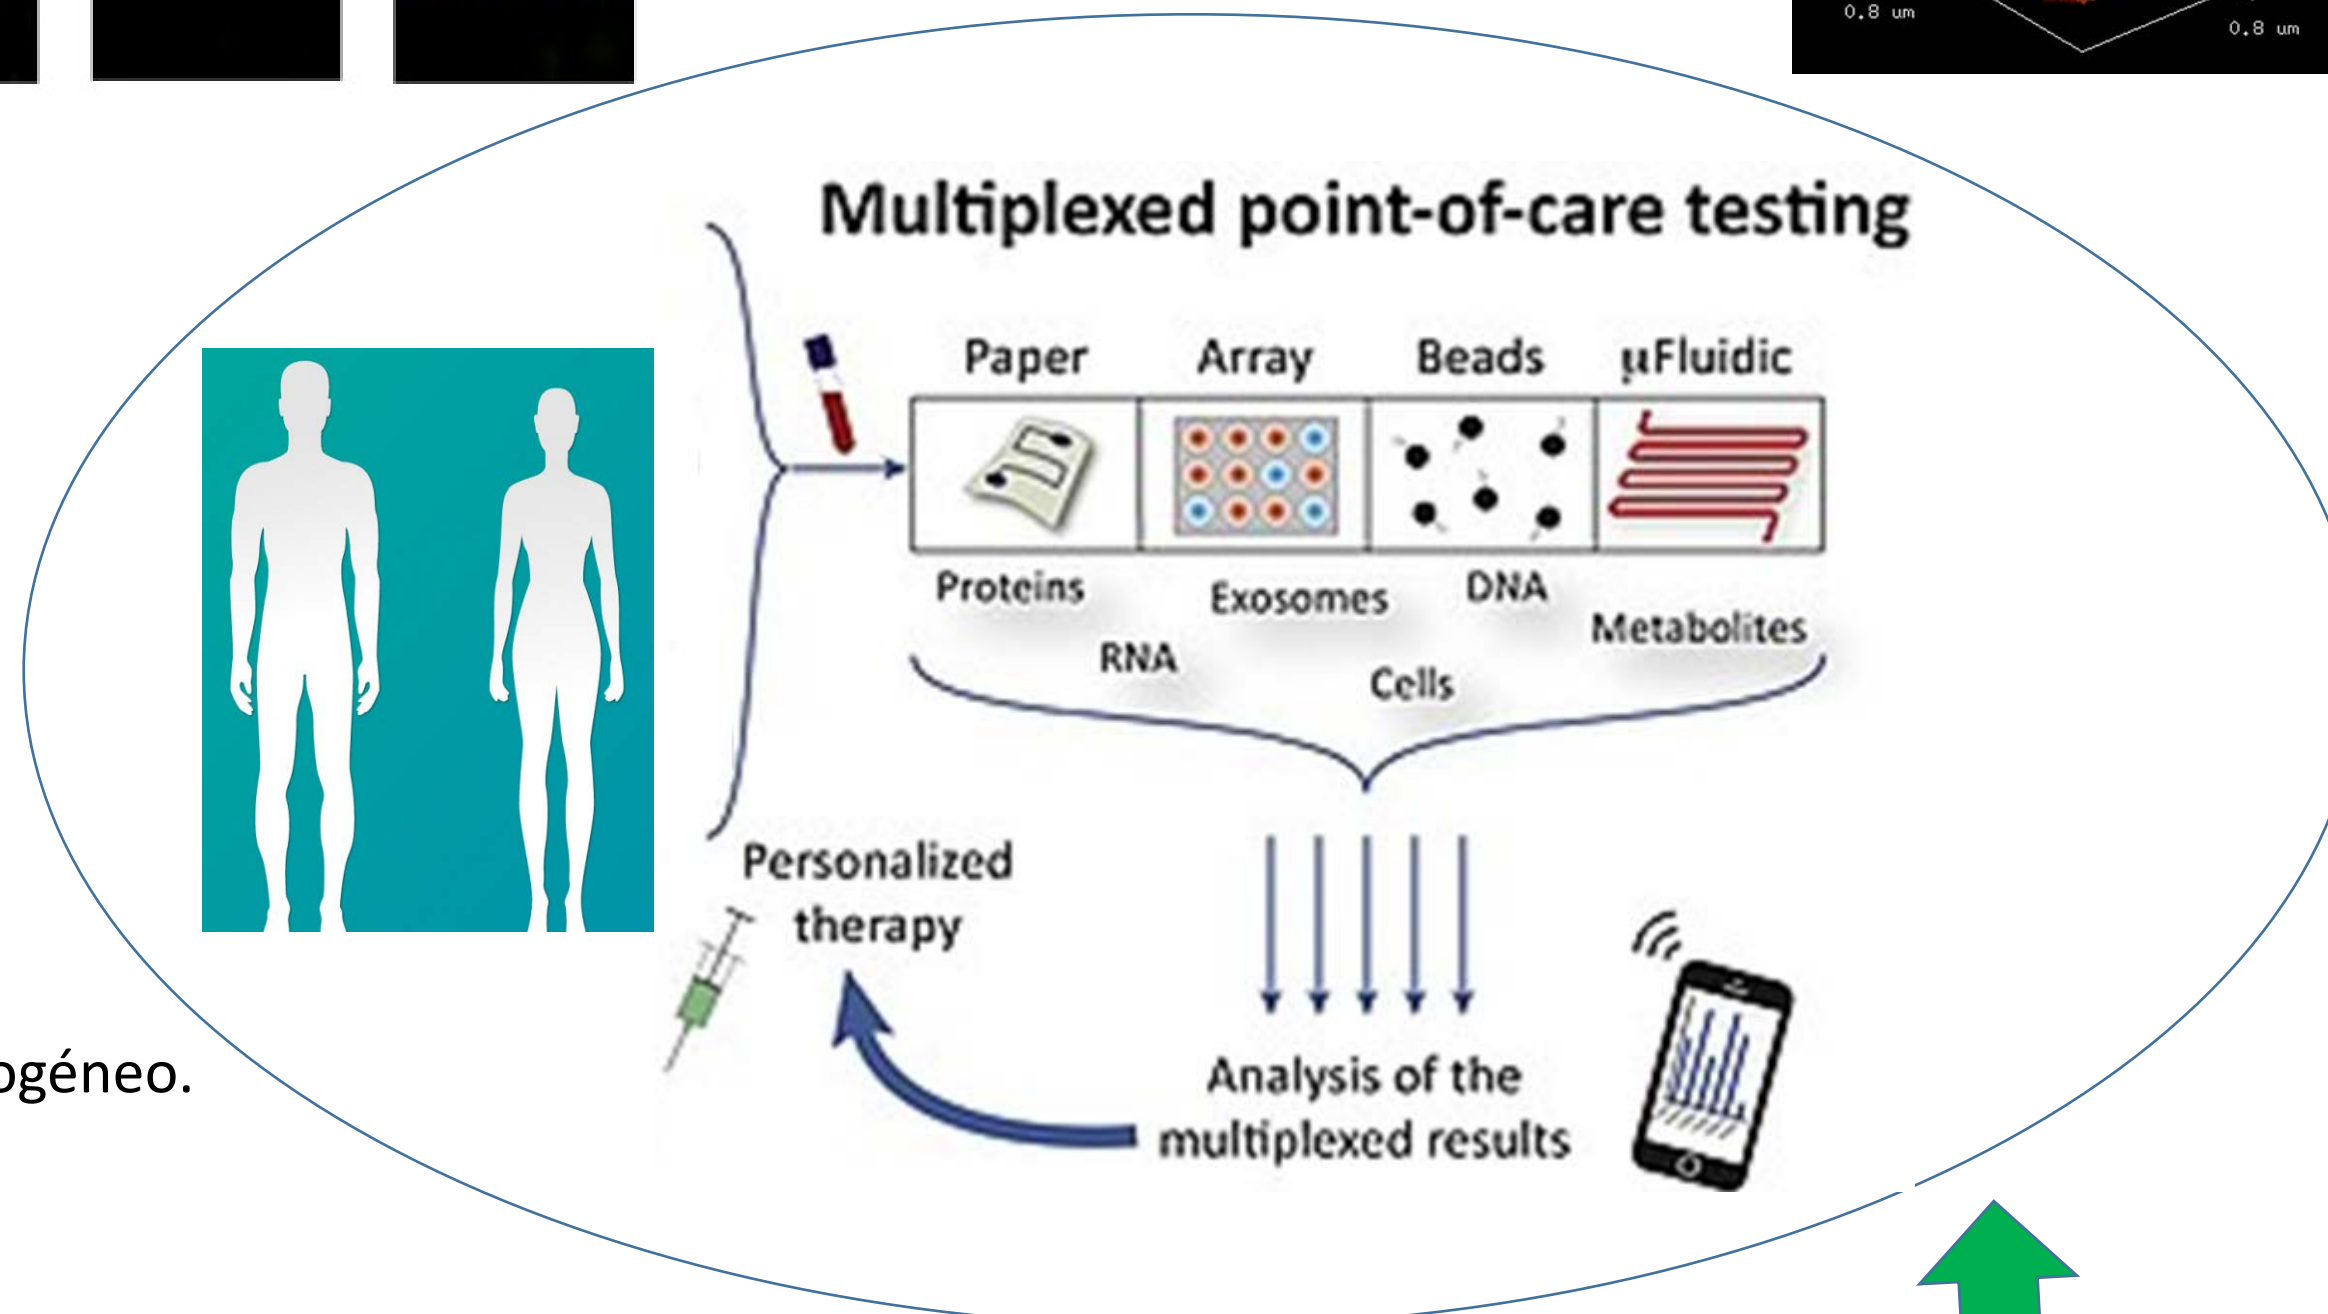 0.8 um
0.8 um
Multiplexed point-of-care testing
Paper Array Beads µFluidic
Proteins Exosomes DNA Metabolites
RNA Cells
Personalized
therapy
Analysis of the
multiplexed results
ogéneo.